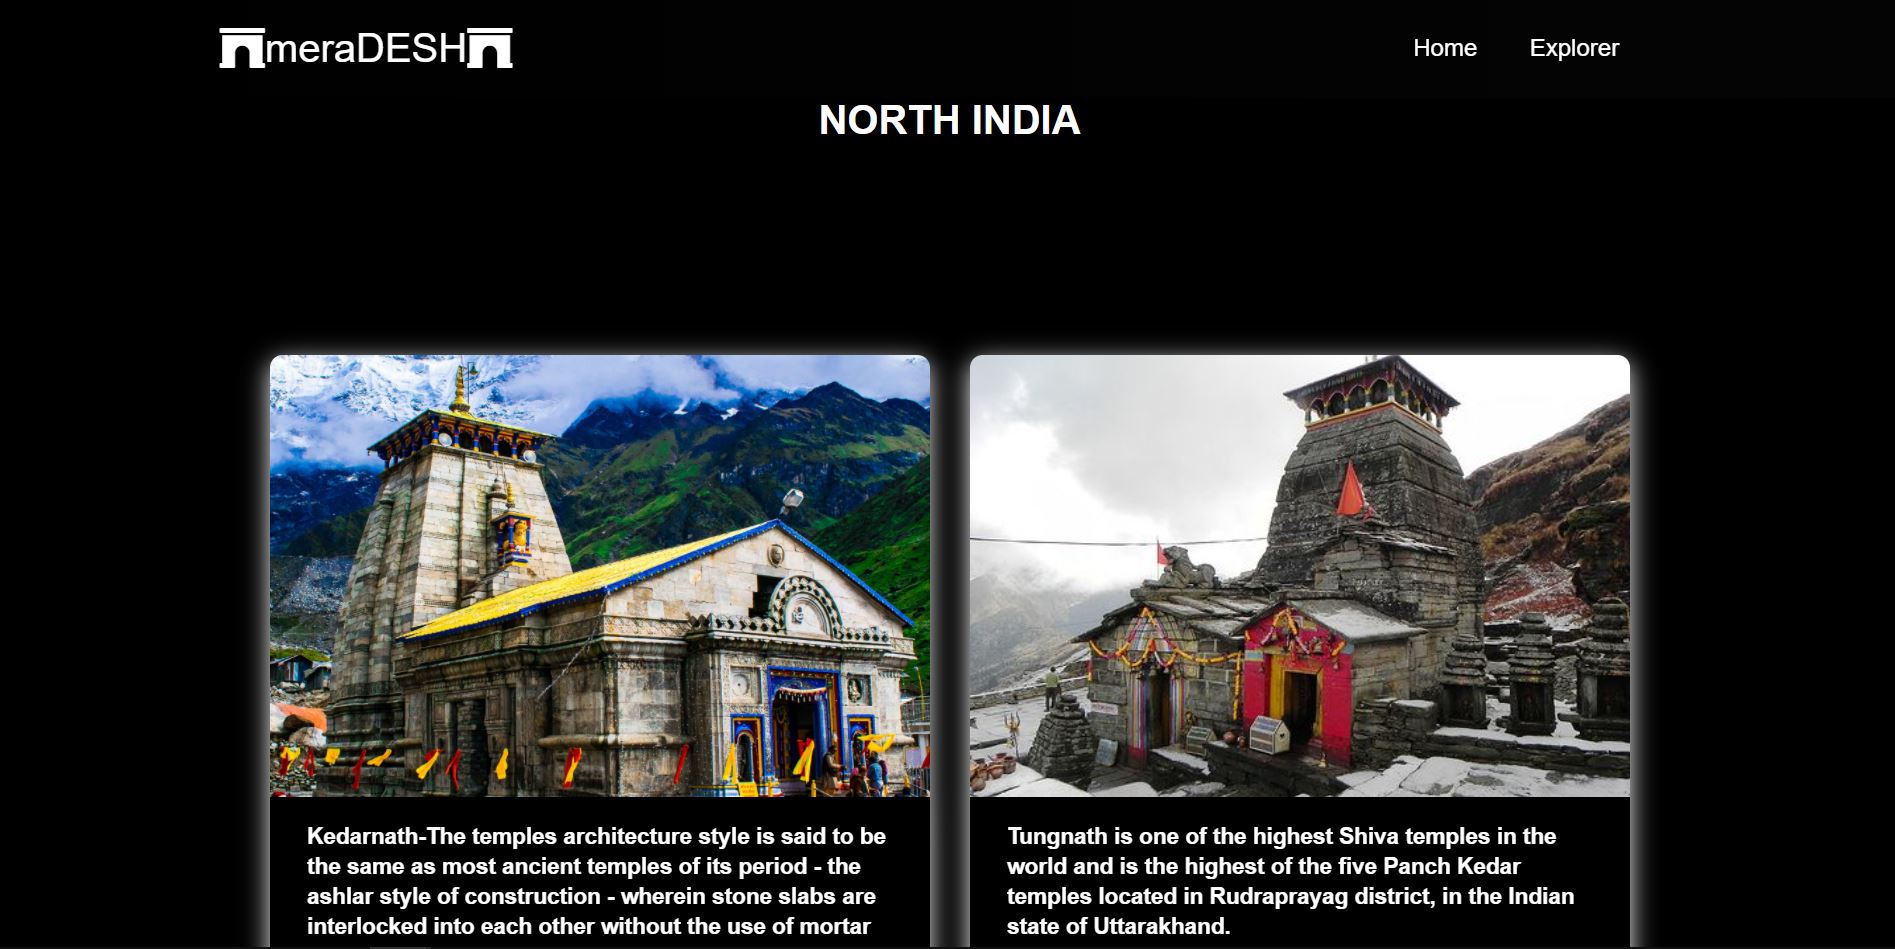 meraDESH
Home
Explorer
NORTH INDIA
Kedarnath-The temples architecture style is said to be
the same as most ancient temples of its period - the
ashlar style of construction - wherein stone slabs are
interlocked into each other without the use of mortar
Tungnath is one of the highest Shiva temples in the
world and is the highest of the five Panch Kedar
temples located in Rudraprayag district, in the Indian
state of Uttarakhand.